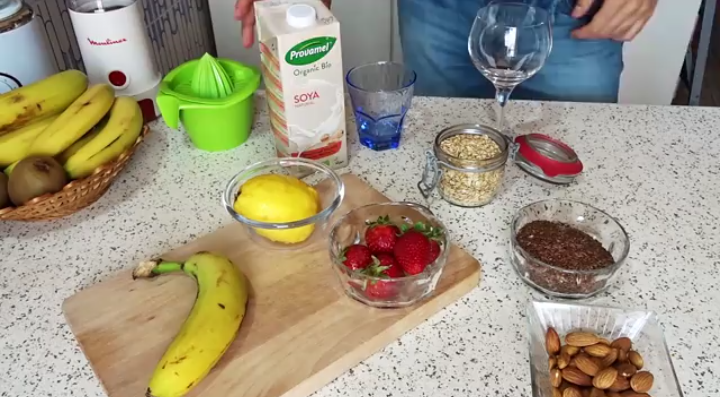 Moulinex
Provamel
Organic Bio
SOYA